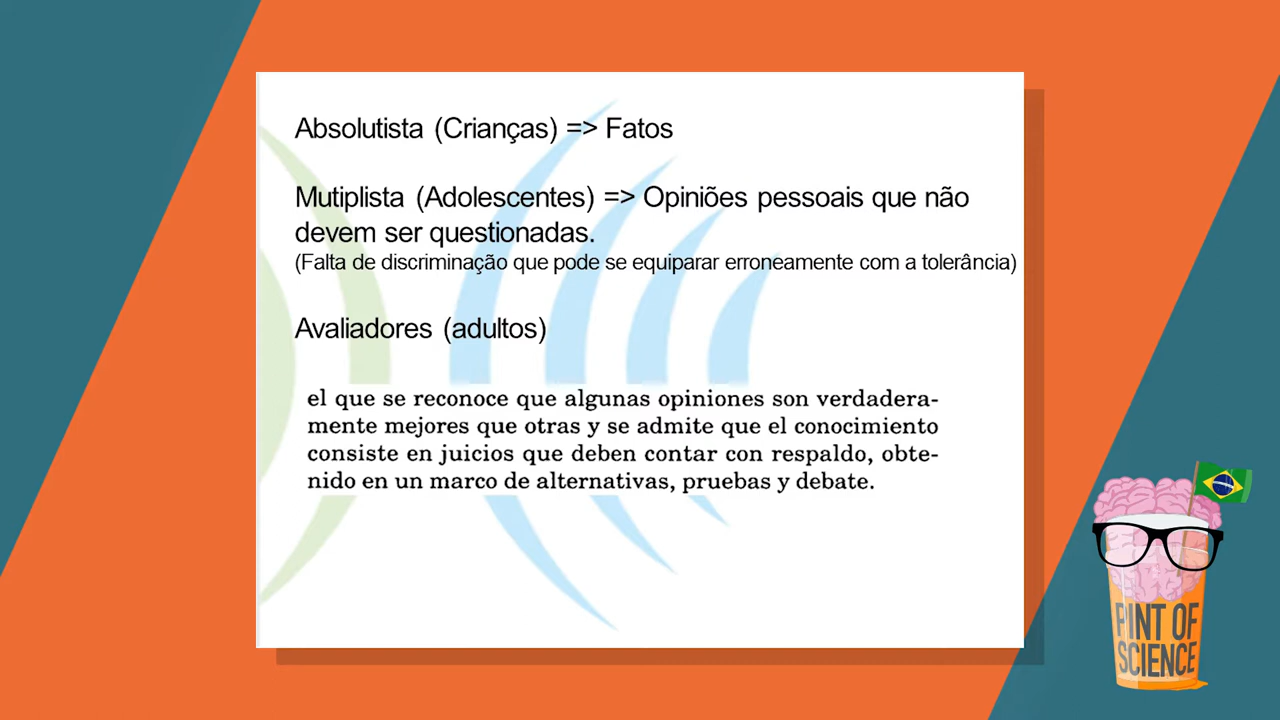 Absolutista (Crianças) => Fatos
Mutiplista (Adolescentes) => Opiniões pessoais que não
devem ser questionadas.
(Falta de discriminação que pode se equiparar erroneamente com a tolerância)
Avaliadores (adultos)
el que se reconoce que algunas opiniones son verdadera-
mente mejores que otras y se admite que el conocimiento
consiste en juicios que deben contar con respaldo, obte-
nido en un marco de alternativas, pruebas y debate.
PINT OF
SCIENCE